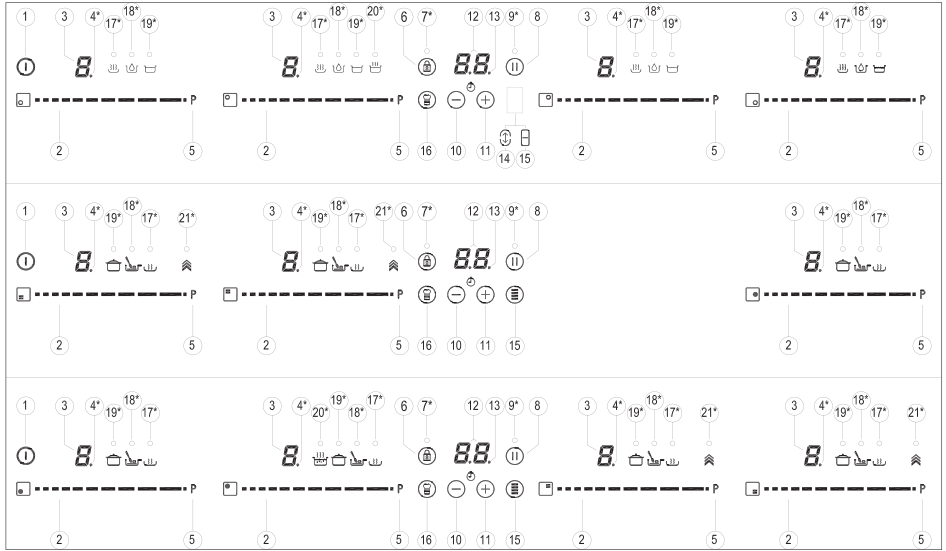 1 3 4* 17* 18* 19* 3 4* 17* 18* 19* 20* 6 7* 12 13 9* 8 3 4* 17* 18* 19* 3 4* 17* 18* 19*
8. 8. 8.8. 8. 8.
P P P P
2 5 2 5 16 10 11 14 15 2 5 2 5
1 3 4* 19* 18* 17* 21* 3 4* 19* 18* 17* 21* 6 7* 12 13 9* 8 3 4* 19* 18* 17*
8. 8. 8.8. 8.
P P P
2 5 2 5 16 10 11 15 2 5
1 3 4* 19* 18* 17* 3 4* 20* 19* 18* 17* 6 7* 12 13 9* 8 3 4* 19* 18* 17* 21* 3 4* 19* 18* 17* 21*
8. 8. 8.8. 8. 8.
P P P P
2 5 2 5 16 10 11 15 2 5 2 5